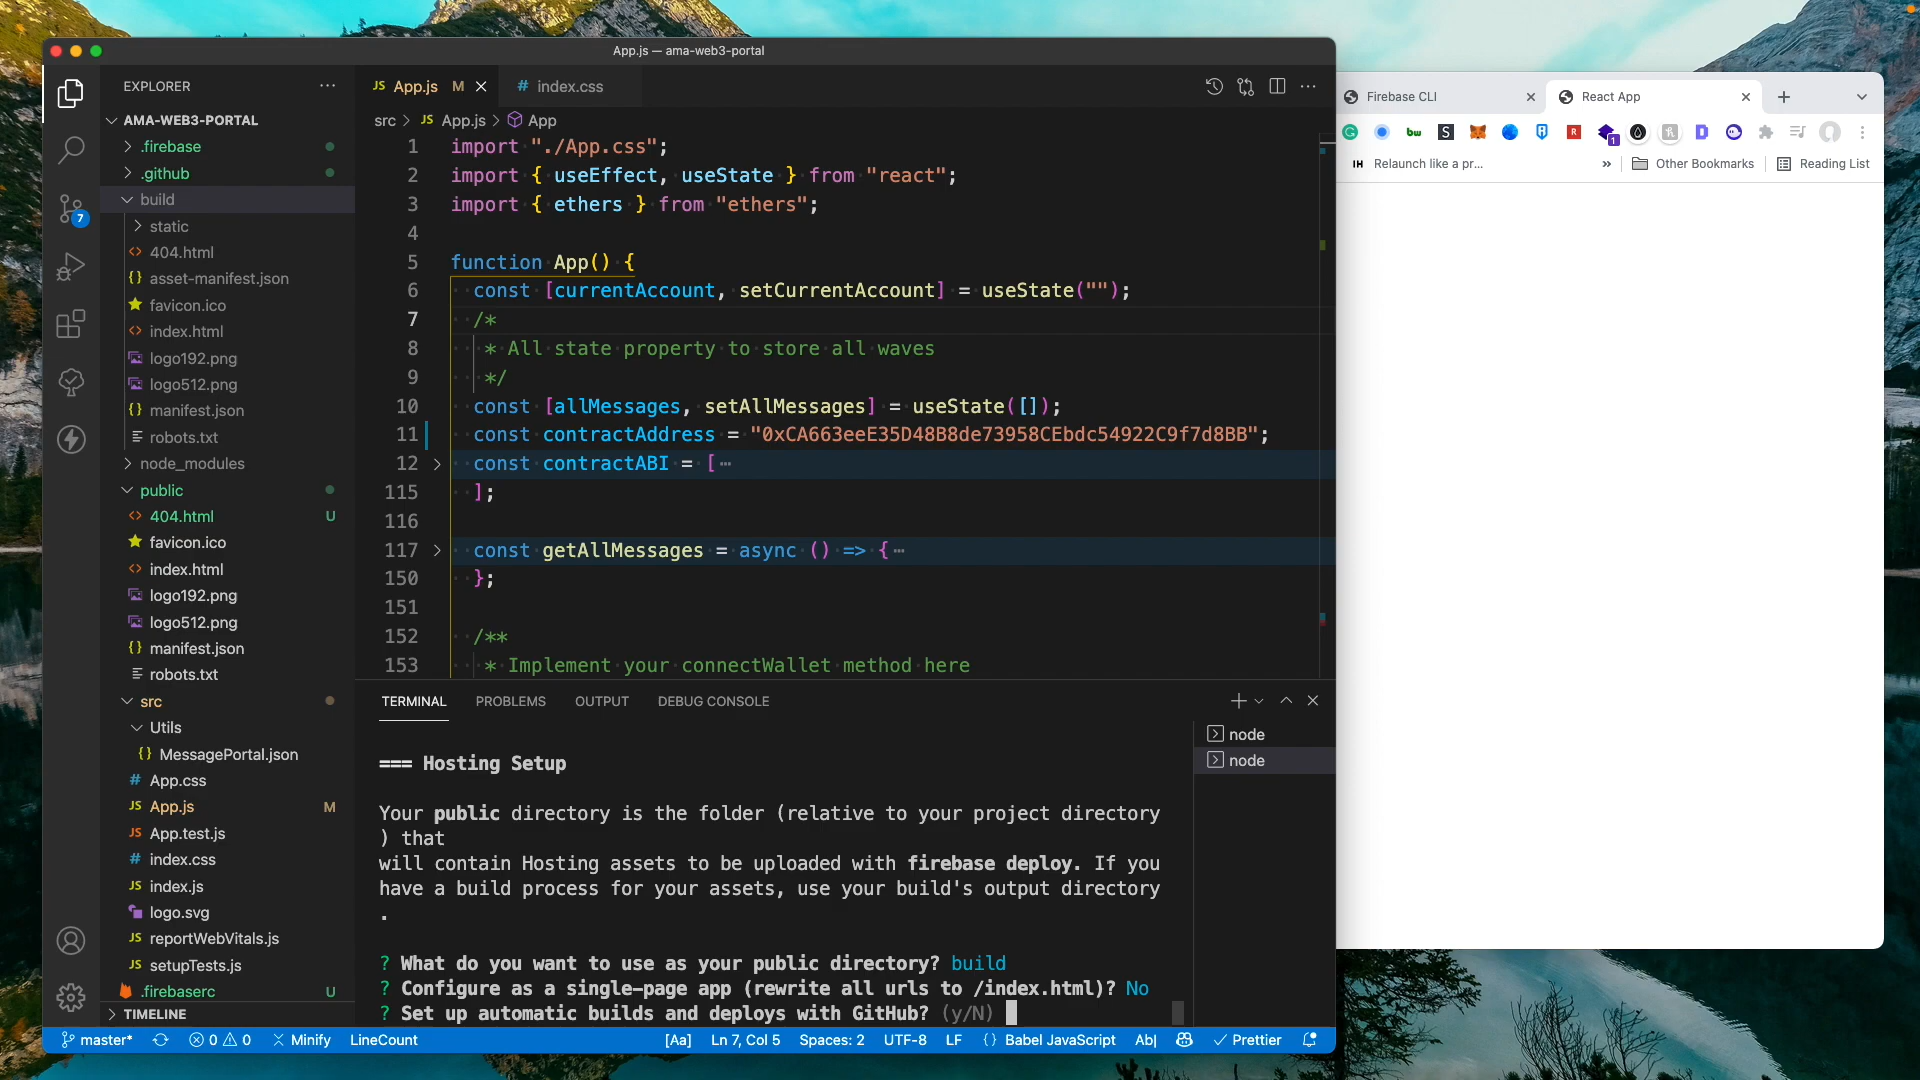 App.js — ama-web3-portal
EXPLORER
AMA-WEB3-PORTAL
.firebase
.github
build
static
404.html
asset-manifest.json
favicon.ico
index.html
logo192.png
logo512.png
manifest.json
robots.txt
node_modules
public
404.html U
favicon.ico
index.html
logo192.png
logo512.png
manifest.json
robots.txt
src
Utils
MessagePortal.json
App.css
App.js M
App.test.js
index.css
index.js
logo.svg
reportWebVitals.js
setupTests.js
.firebaserc U
TIMELINE
7
JS App.js M
# index.css
src > JS App.js > App
1 import "./App.css";
2 import { useEffect, useState } from "react";
3 import { ethers } from "ethers";
4
5 function App() {
6 const [currentAccount, setCurrentAccount] = useState("");
7 /*
8 * All state property to store all waves
9 */
10 const [allMessages, setAllMessages] = useState([]);
11 const contractAddress = "0xCA663eeE35D48B8de73958CEbdc54922C9f7d8BB";
12 const contractABI = [⋯
115 ];
116
117 const getAllMessages = async () => {⋯
150 };
151
152 /**
153 * Implement your connectWallet method here
TERMINAL PROBLEMS OUTPUT DEBUG CONSOLE
node
node
=== Hosting Setup
Your public directory is the folder (relative to your project directory
) that
will contain Hosting assets to be uploaded with firebase deploy. If you
have a build process for your assets, use your build's output directory
.
? What do you want to use as your public directory? build
? Configure as a single-page app (rewrite all urls to /index.html)? No
? Set up automatic builds and deploys with GitHub? (y/N)
master* 0 0 Minify LineCount [Aa] Ln 7, Col 5 Spaces: 2 UTF-8 LF {} Babel JavaScript Ab| Prettier
Firebase CLI
React App
bw S R 1 D
IH Relaunch like a pr... » Other Bookmarks Reading List